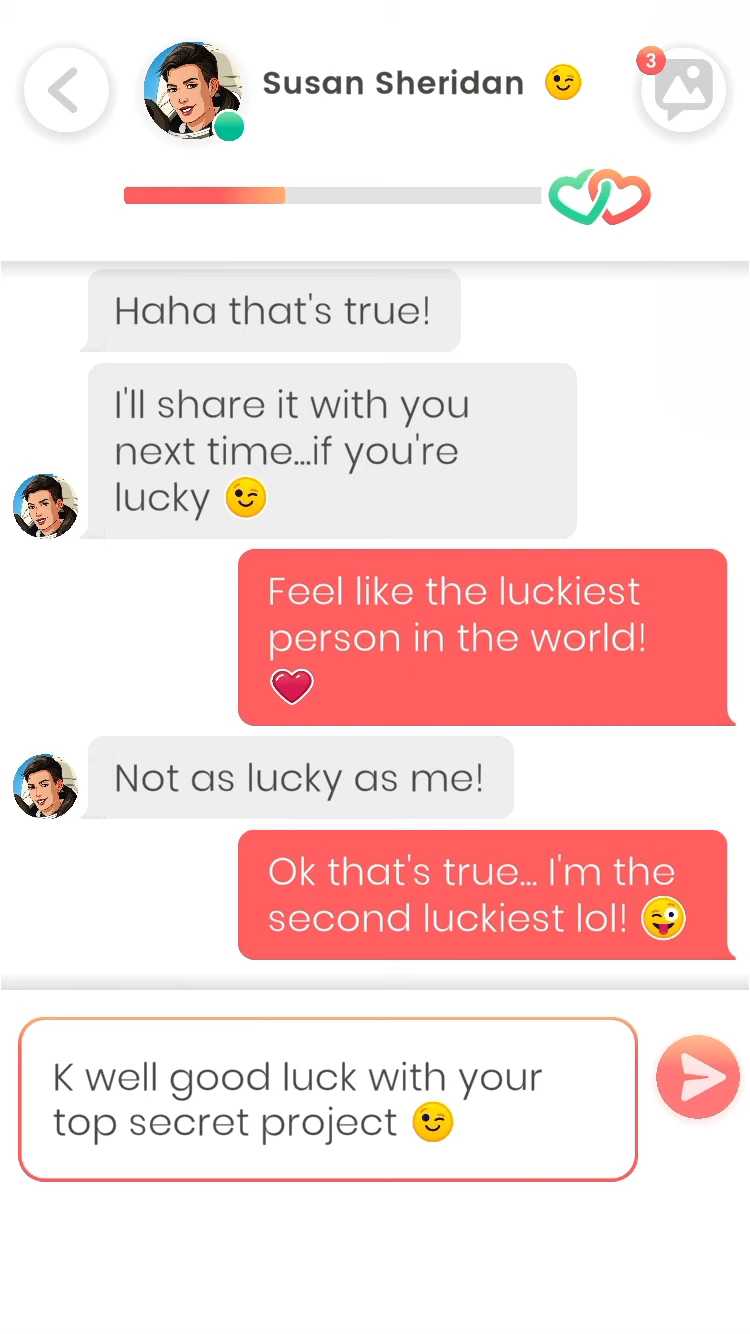 Susan Sheridan 😉
3
Haha that's true!
I'll share it with you
next time...if you're
lucky 😉
Feel like the luckiest
person in the world!
❤️
Not as lucky as me!
Ok that's true... I'm the
second luckiest lol! 😜
K well good luck with your
top secret project 😉